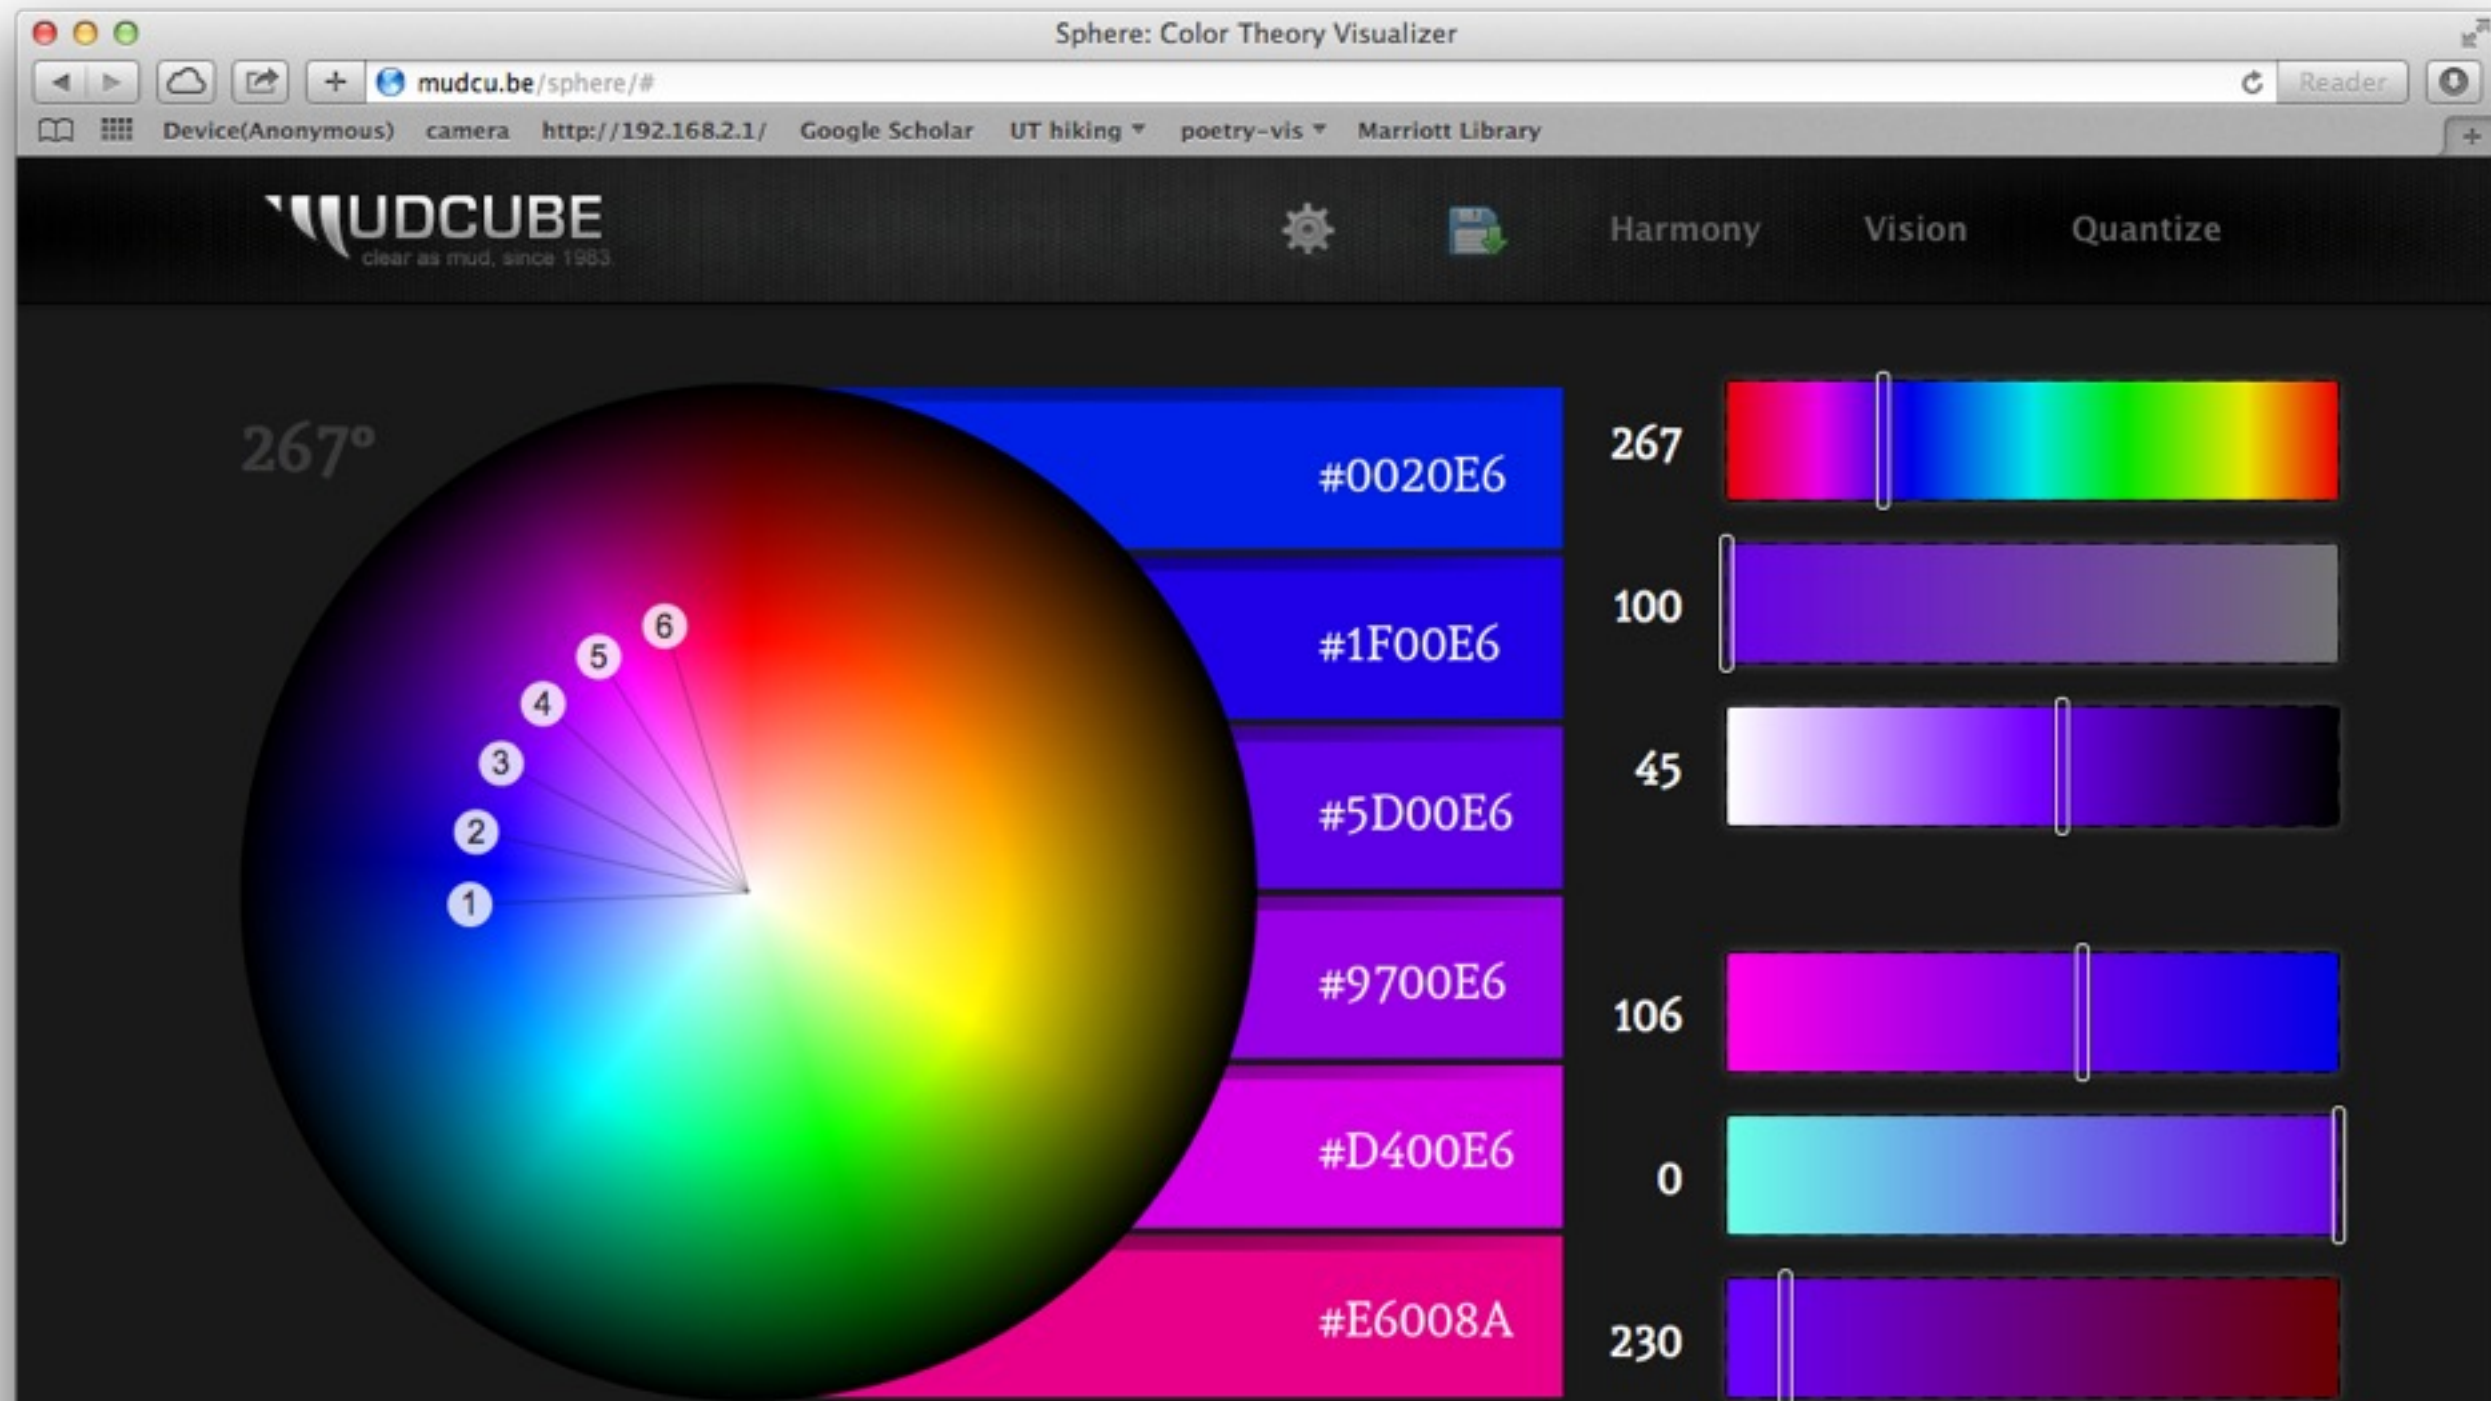 Sphere: Color Theory Visualizer
mudcu.be/sphere/#
Reader
Device(Anonymous) camera http://192.168.2.1/ Google Scholar UT hiking poetry-vis Marriott Library
MUDCUBE
clear as mud, since 1983.
Harmony Vision Quantize
267°
#0020E6
#1F00E6
#5D00E6
#9700E6
#D400E6
#E6008A
6
5
4
3
2
1
267
100
45
106
0
230